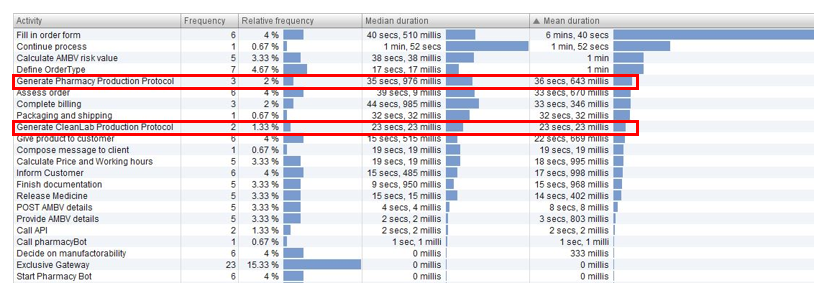 Activity Frequency Relative frequency Median duration ▲ Mean duration
Fill in order form 6 4 % 40 secs, 510 millis 6 mins, 40 secs
Continue process 1 0.67 % 1 min, 52 secs 1 min, 52 secs
Calculate AMBV risk value 5 3.33 % 38 secs, 38 millis 1 min
Define OrderType 7 4.67 % 17 secs, 17 millis 1 min
Generate Pharmacy Production Protocol 3 2 % 35 secs, 976 millis 36 secs, 643 millis
Assess order 6 4 % 39 secs, 9 millis 33 secs, 670 millis
Complete billing 3 2 % 44 secs, 985 millis 33 secs, 346 millis
Packaging and shipping 1 0.67 % 32 secs, 32 millis 32 secs, 32 millis
Generate CleanLab Production Protocol 2 1.33 % 23 secs, 23 millis 23 secs, 23 millis
Give product to customer 6 4 % 15 secs, 515 millis 22 secs, 669 millis
Compose message to client 1 0.67 % 19 secs, 19 millis 19 secs, 19 millis
Calculate Price and Working hours 5 3.33 % 19 secs, 19 millis 18 secs, 995 millis
Inform Customer 6 4 % 15 secs, 485 millis 17 secs, 998 millis
Finish documentation 5 3.33 % 9 secs, 950 millis 15 secs, 968 millis
Release Medicine 5 3.33 % 15 secs, 15 millis 14 secs, 402 millis
POST AMBV details 5 3.33 % 4 secs, 4 millis 8 secs, 8 millis
Provide AMBV details 5 3.33 % 2 secs, 2 millis 3 secs, 803 millis
Call API 2 1.33 % 2 secs, 2 millis 2 secs, 2 millis
Call pharmacyBot 1 0.67 % 1 sec, 1 milli 1 sec, 1 milli
Decide on manufactorability 6 4 % 0 millis 333 millis
Exclusive Gateway 23 15.33 % 0 millis 0 millis
Start Pharmacy Bot 6 4 % 0 millis 0 millis